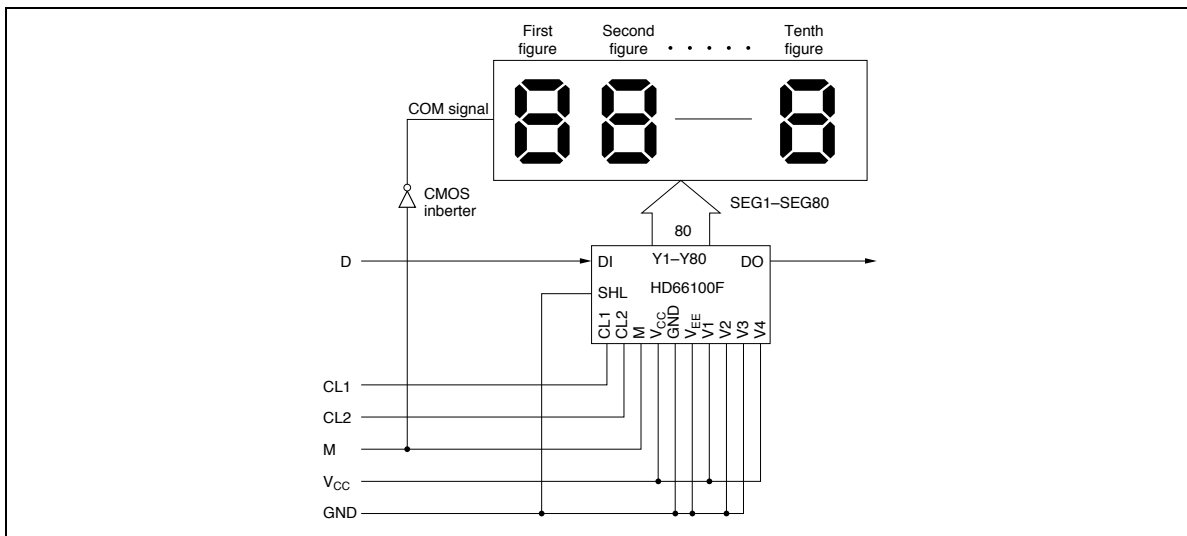 First figure
Second figure
· · · · ·
Tenth figure
COM signal
CMOS inberter
SEG1–SEG80
80
D
DI
Y1–Y80
DO
SHL
HD66100F
CL1
CL2
M
VCC
GND
VEE
V1
V2
V3
V4
CL1
CL2
M
VCC
GND